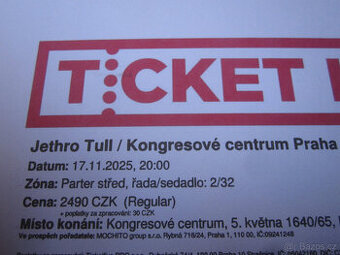 TICKET
Jethro Tull / Kongresové centrum Praha
Datum: 17.11.2025, 20:00
Zóna: Parter střed, řada/sedadlo: 2/32
Cena: 2490 CZK (Regular)
+ poplatky za zpracování: 30 CZK
Místo konání: Kongresové centrum, 5. května 1640/65,
Ve prospěch pořadatele: MOCHITO group s.r.o. Rybná 716/24, Praha 1, 110 00, IČ:09241248